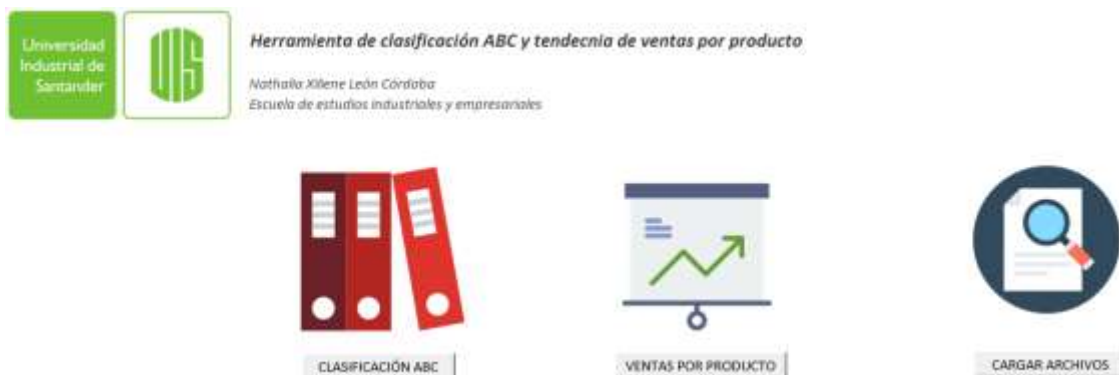 Universidad
Industrial de
Santander
Herramienta de clasificación ABC y tendecnia de ventas por producto
Nathalia Xiliene León Córdoba
Escuela de estudios industriales y empresariales
CLASIFICACIÓN ABC
VENTAS POR PRODUCTO
CARGAR ARCHIVOS